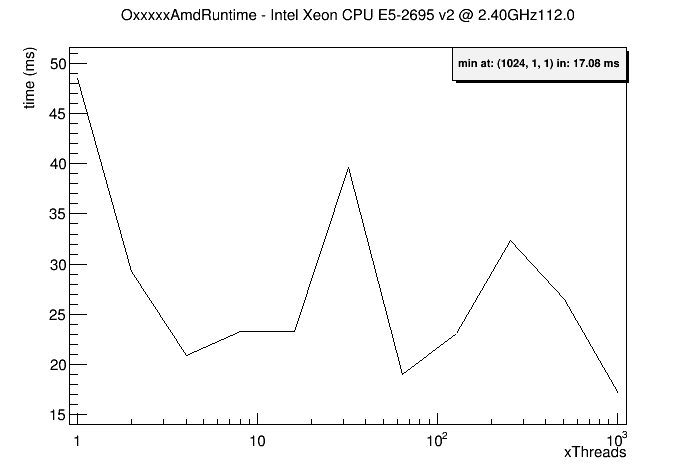 OxxxxxAmdRuntime - Intel Xeon CPU E5-2695 v2 @ 2.40GHz112.0
min at: (1024, 1, 1) in: 17.08 ms
time (ms)
50
45
40
35
30
25
20
15
1 10 10² 10³
xThreads